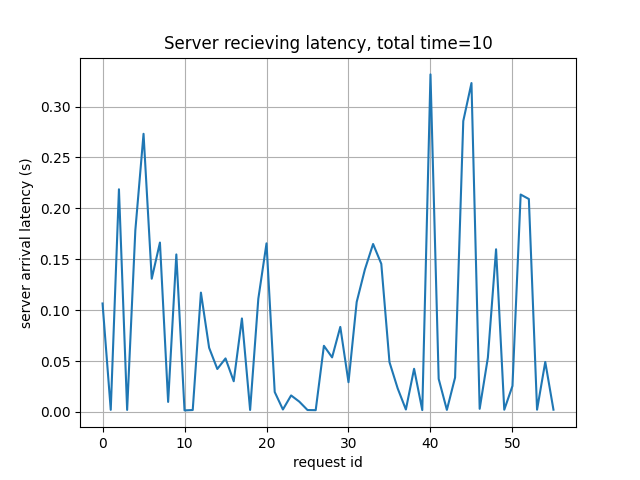 Server recieving latency, total time=10
server arrival latency (s)
0.30
0.25
0.20
0.15
0.10
0.05
0.00
0 10 20 30 40 50
request id